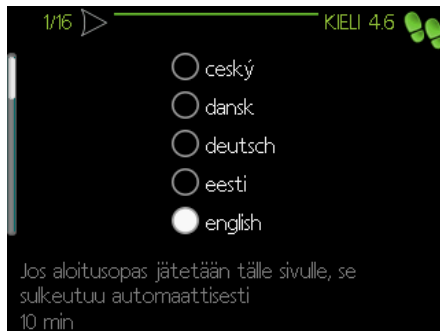 1/16 KIELI 4.6
ceský
dansk
deutsch
eesti
english
Jos aloitusopas jätetään tälle sivulle, se
sulkeutuu automaattisesti
10 min